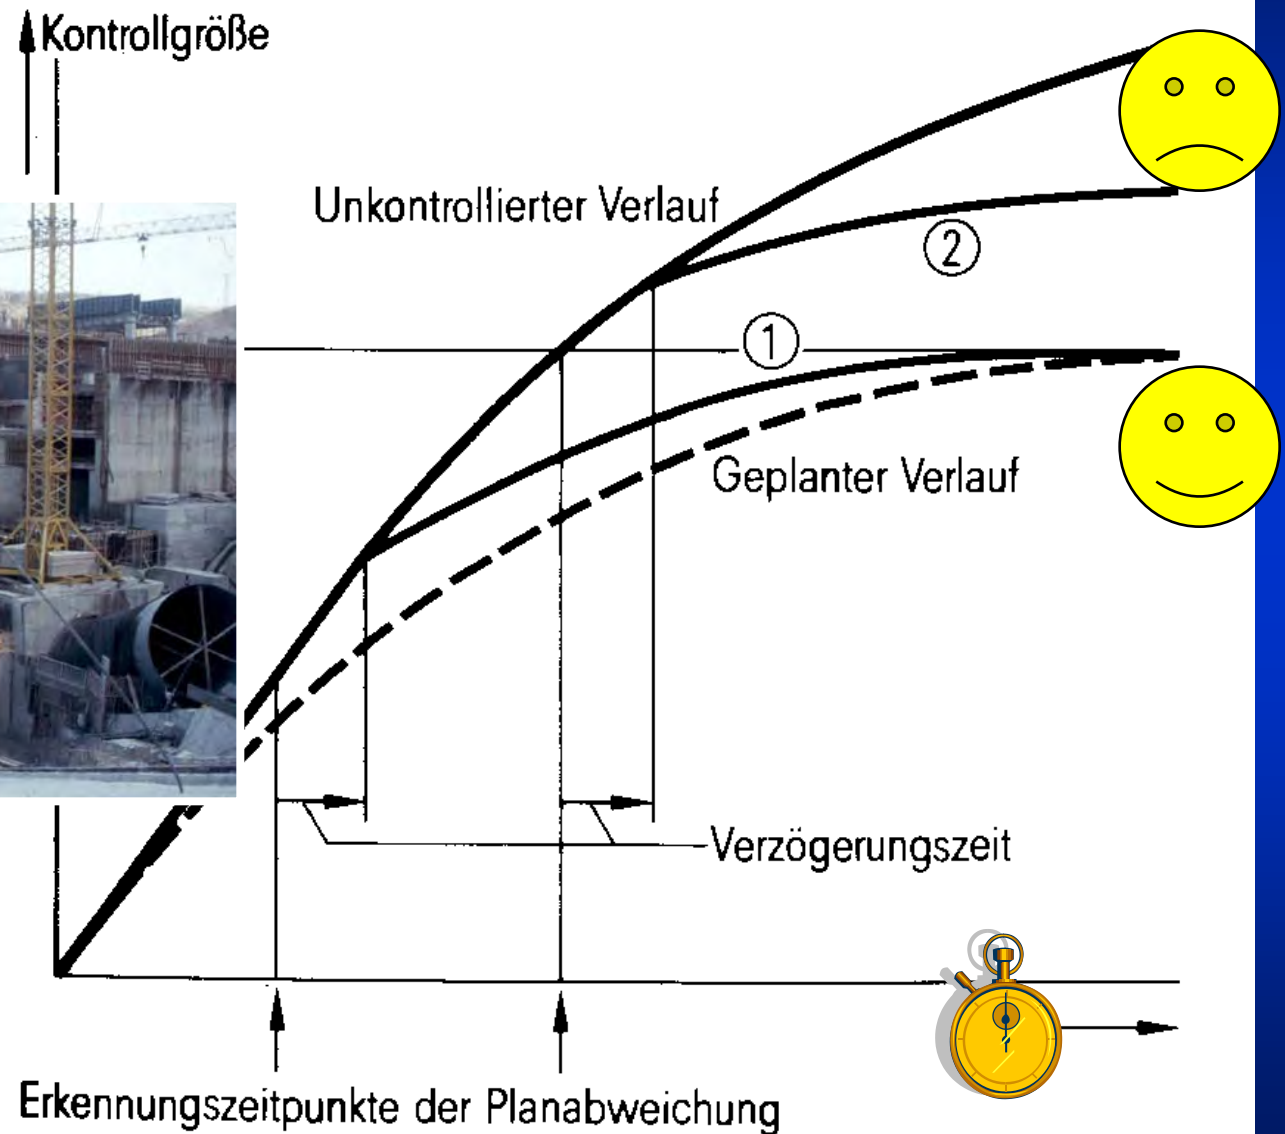 Kontrollgröße
Unkontrollierter Verlauf
2
1
Geplanter Verlauf
Verzögerungszeit
Erkennungszeitpunkte der Planabweichung